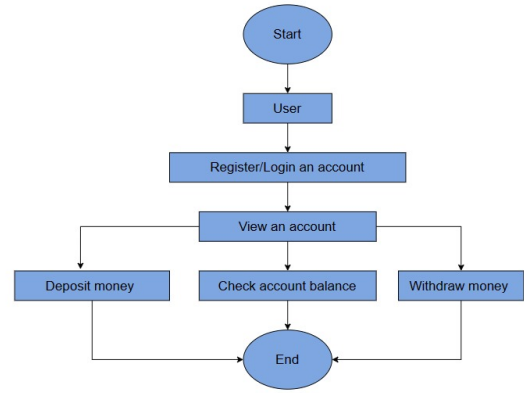 Start
User
Register/Login an account
View an account
Deposit money
Check account balance
Withdraw money
End